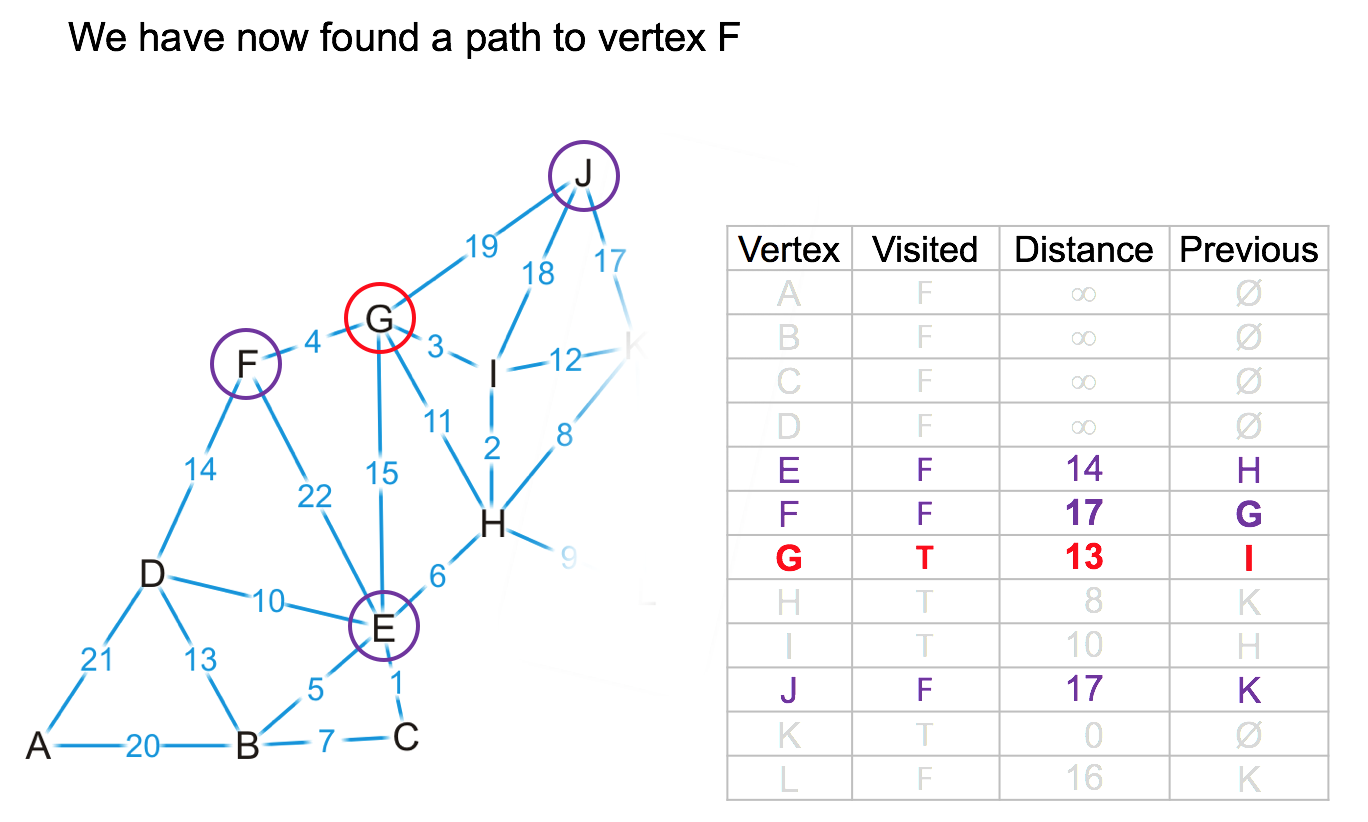 We have now found a path to vertex F
J
19
18
17
G
4
3
K
F
I
12
11
2
8
14
15
22
H
9
6
D
10
E
21
13
5
1
A
20
B
7
C
Vertex Visited Distance Previous
A F ∞ Ø
B F ∞ Ø
C F ∞ Ø
D F ∞ Ø
E F 14 H
F F 17 G
G T 13 I
H T 8 K
I T 10 H
J F 17 K
K T 0 Ø
L F 16 K